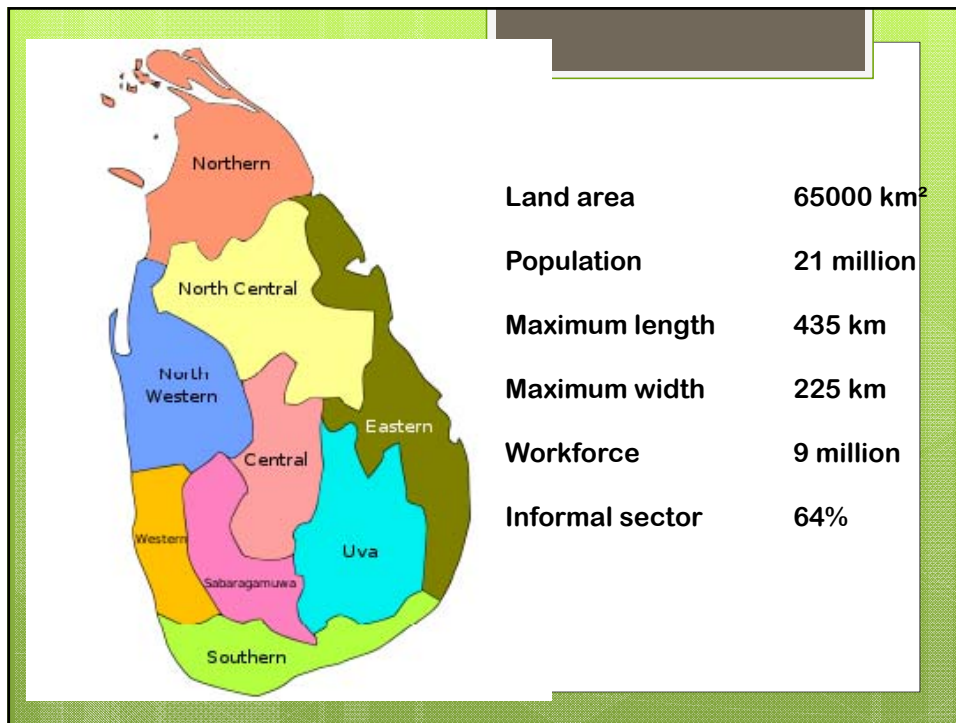 Northern
North Central
North
Western
Eastern
Central
Western
Uva
Sabaragamuwa
Southern
Land area 65000 km²
Population 21 million
Maximum length 435 km
Maximum width 225 km
Workforce 9 million
Informal sector 64%